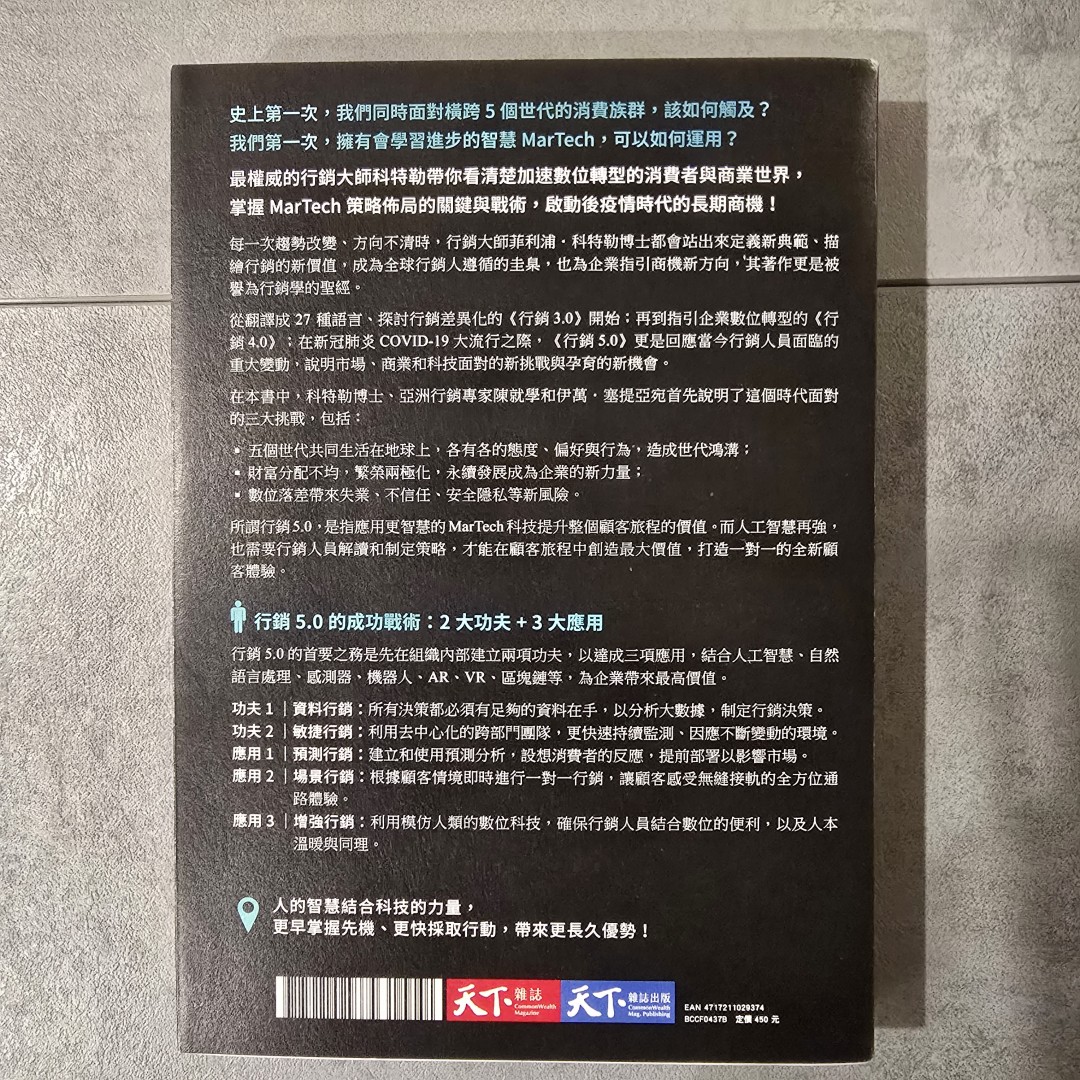 史上第一次，我們同時面對橫跨 5 個世代的消費族群，該如何觸及？
我們第一次，擁有會學習進步的智慧 MarTech，可以如何運用？
最權威的行銷大師科特勒帶你看清楚加速數位轉型的消費者與商業世界，
掌握 MarTech 策略佈局的關鍵與戰術，啟動後疫情時代的長期商機！
每一次趨勢改變、方向不清時，行銷大師菲利浦．科特勒博士都會站出來定義新典範、描
繪行銷的新價值，成為全球行銷人遵循的圭臬，也為企業指引商機新方向，其著作更是被
譽為行銷學的聖經。
從翻譯成 27 種語言、探討行銷差異化的《行銷 3.0》開始；再到指引企業數位轉型的《行
銷 4.0》；在新冠肺炎 COVID-19 大流行之際，《行銷 5.0》更是回應當今行銷人員面臨的
重大變動，說明市場、商業和科技面對的新挑戰與孕育的新機會。
在本書中，科特勒博士、亞洲行銷專家陳就學和伊萬．塞提亞宛首先說明了這個時代面對
的三大挑戰，包括：
▪ 五個世代共同生活在地球上，各有各的態度、偏好與行為，造成世代鴻溝；
▪ 財富分配不均，繁榮兩極化，永續發展成為企業的新力量；
▪ 數位落差帶來失業、不信任、安全隱私等新風險。
所謂行銷 5.0，是指應用更智慧的 MarTech 科技提升整個顧客旅程的價值。而人工智慧再強，
也需要行銷人員解讀和制定策略，才能在顧客旅程中創造最大價值，打造一對一的全新顧
客體驗。
行銷 5.0 的成功戰術：2 大功夫 + 3 大應用
行銷 5.0 的首要之務是先在組織內部建立兩項功夫，以達成三項應用，結合人工智慧、自然
語言處理、感測器、機器人、AR、VR、區塊鏈等，為企業帶來最高價值。
功夫 1｜資料行銷：所有決策都必須有足夠的資料在手，以分析大數據，制定行銷決策。
功夫 2｜敏捷行銷：利用去中心化的跨部門團隊，更快速持續監測、因應不斷變動的環境。
應用 1｜預測行銷：建立和使用預測分析，設想消費者的反應，提前部署以影響市場。
應用 2｜場景行銷：根據顧客情境即時進行一對一行銷，讓顧客感受無縫接軌的全方位通
路體驗。
應用 3｜增強行銷：利用模仿人類的數位科技，確保行銷人員結合數位的便利，以及人本
溫暖與同理。
人的智慧結合科技的力量，
更早掌握先機、更快採取行動，帶來更長久優勢！
天下 雜誌
CommonWealth
Magazine
天下 雜誌出版
CommonWealth
Mag. Publishing
EAN 4717211029374
BCCF0437B 定價 450 元